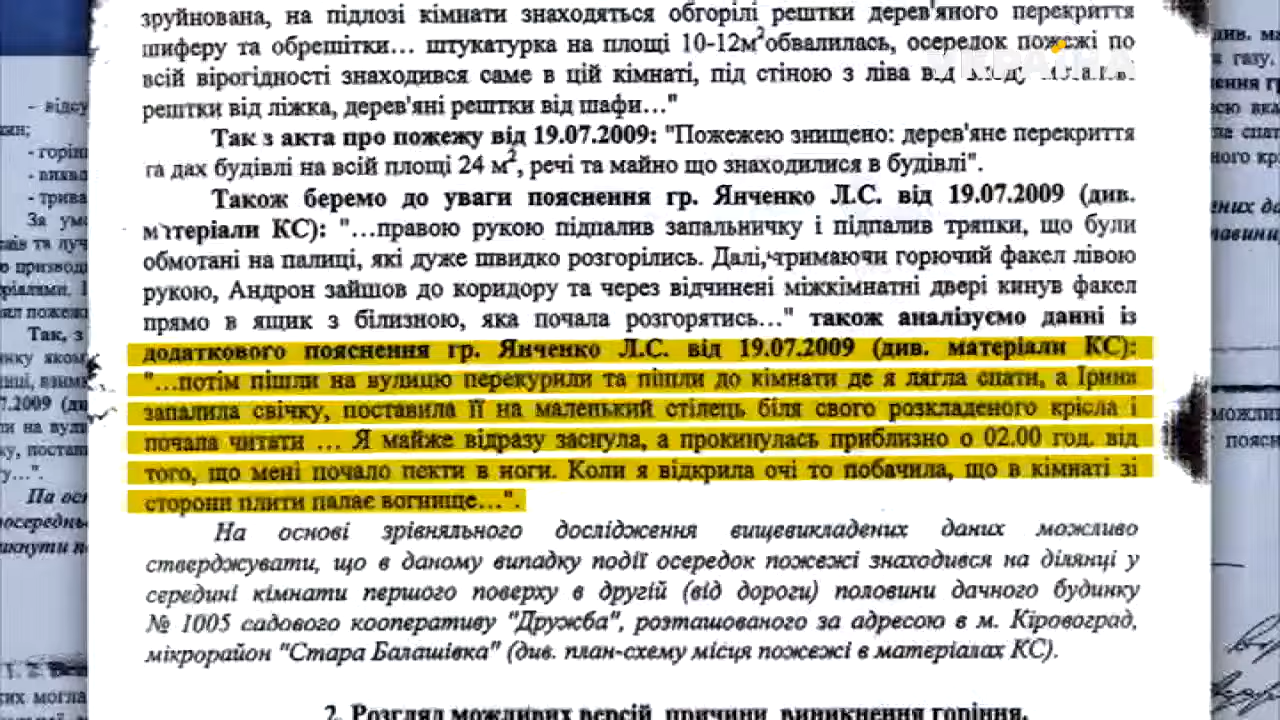 зруйнована, на підлозі кімнати знаходяться обгорілі рештки дерев'яного перекриття
шиферу та обрешітки... штукатурка на площі 10-12м² обвалилась, осередок пожежі по
всій вірогідності знаходився саме в цій кімнаті, під стіною з ліва від
рештки від ліжка, дерев'яні рештки від шафи..."
Так з акта про пожежу від 19.07.2009: "Пожежею знищено: дерев'яне перекриття
та дах будівлі на всій площі 24 м², речі та майно що знаходилися в будівлі".
Також беремо до уваги пояснення гр. Янченко Л.С. від 19.07.2009 (див.
матеріали КС): "...правою рукою підпалив запальничку і підпалив тряпки, що були
обмотані на палиці, які дуже швидко розгорілись. Далі, тримаючи горючий факел лівою
рукою, Андрон зайшов до коридору та через відчинені міжкімнатні двері кинув факел
прямо в ящик з білизною, яка почала розгорятись..." також аналізуємо данні із
додаткового пояснення гр. Янченко Л.С. від 19.07.2009 (див. матеріали КС):
"...потім пішли на вулицю перекурили та пішли до кімнати де я лягла спати, а Ірина
запалила свічку, поставила її на маленький стілець біля свого розкладеного крісла і
почала читати ... Я майже відразу заснула, а прокинулась приблизно о 02.00 год. від
того, що мені почало пекти в ноги. Коли я відкрила очі то побачила, що в кімнаті зі
сторони плити палає вогнище...".
На основі зрівняльного дослідження вищевикладених даних можливо
стверджувати, що в даному випадку події осередок пожежі знаходився на ділянці у
середині кімнати першого поверху в другій (від дороги) половини дачного будинку
№ 1005 садового кооперативу "Дружба", розташованого за адресою в м. Кіровоград,
мікрорайон "Стара Балашівка" (див. план-схему місця пожежі в матеріалах КС).
2. Розгляд можливих версій причини виникнення горіння.